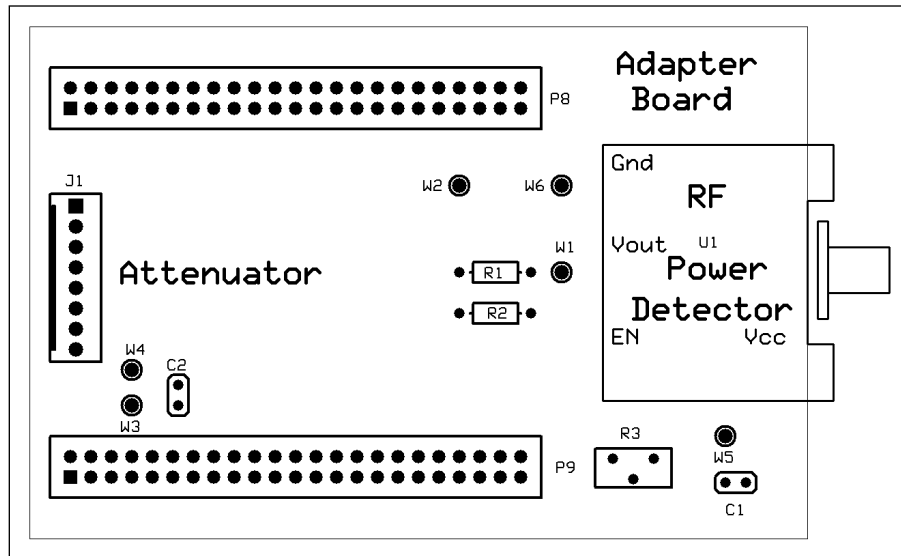 Adapter
Board
P8
J1
W2
W6
Gnd
RF
W1
Vout
U1
Attenuator
R1
Power
R2
Detector
EN
Vcc
W4
C2
W3
R3
P9
W5
C1